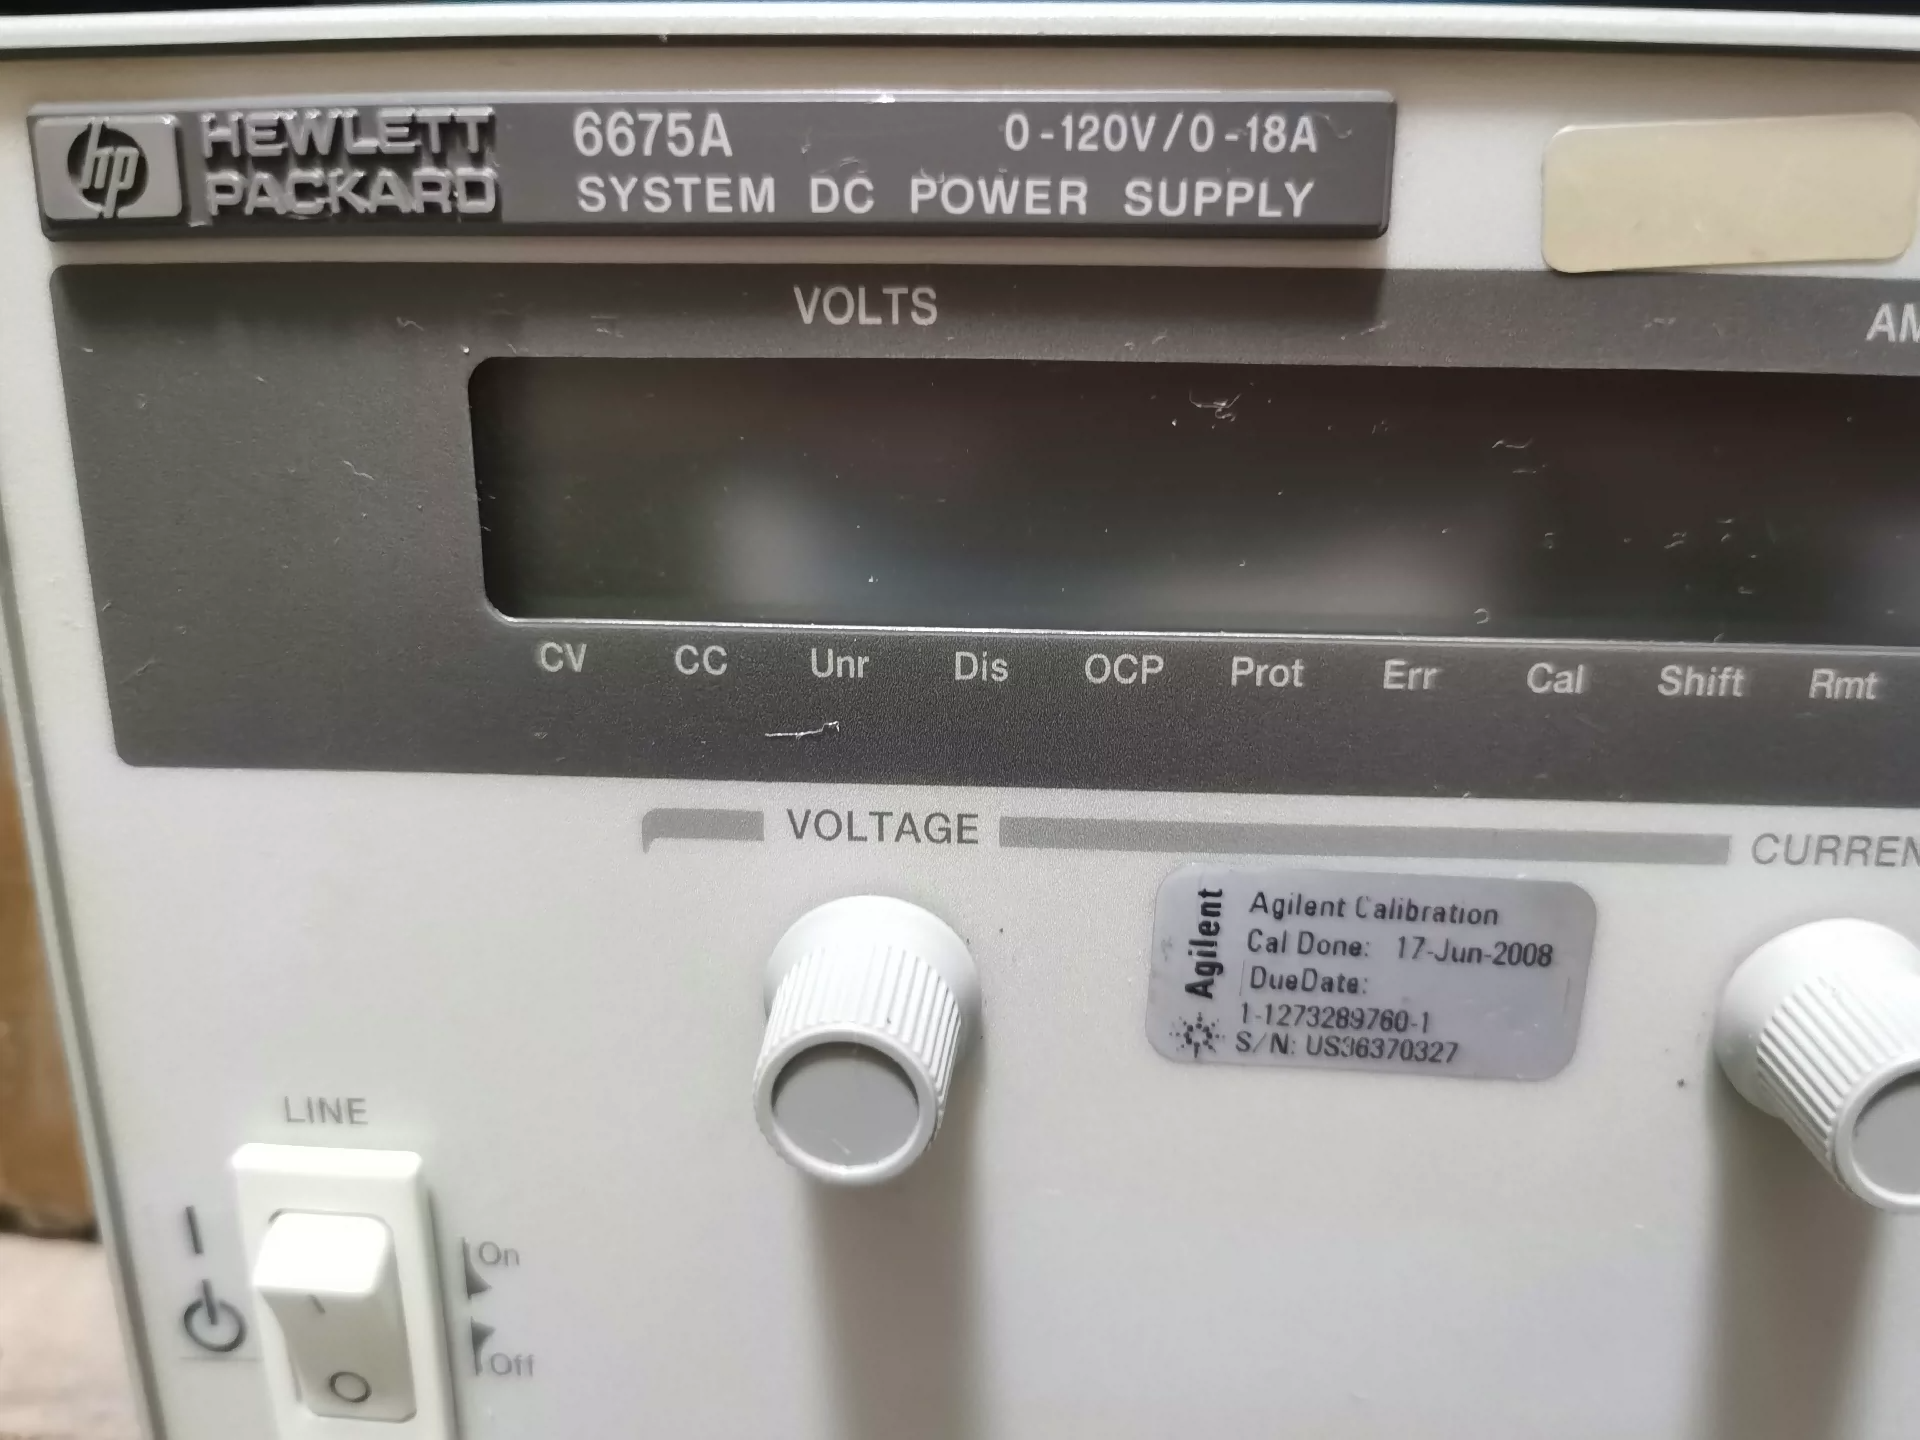 hp HEWLETT PACKARD
6675A 0-120V/0-18A
SYSTEM DC POWER SUPPLY
VOLTS
CV CC Unr Dis OCP Prot Err Cal Shift Rmt
VOLTAGE
Agilent
Agilent Calibration
Cal Done: 17-Jun-2008
DueDate:
1-1273289760-1
S/N: US36370327
LINE
On
Off